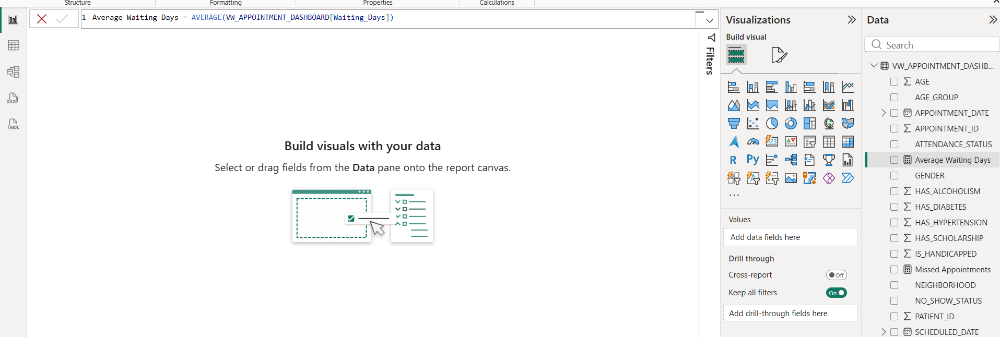 Structure
Formatting
Properties
Calculations
1 Average Waiting Days = AVERAGE(VW_APPOINTMENT_DASHBOARD[Waiting_Days])
DAX
TMDL
Build visuals with your data
Select or drag fields from the Data pane onto the report canvas.
Filters
Visualizations
Build visual
123
R
Py
...
Values
Add data fields here
Drill through
Cross-report
Off
Keep all filters
On
Add drill-through fields here
Data
Search
VW_APPOINTMENT_DASHB...
AGE
AGE_GROUP
APPOINTMENT_DATE
APPOINTMENT_ID
ATTENDANCE_STATUS
Average Waiting Days
GENDER
HAS_ALCOHOLISM
HAS_DIABETES
HAS_HYPERTENSION
HAS_SCHOLARSHIP
IS_HANDICAPPED
Missed Appointments
NEIGHBORHOOD
NO_SHOW_STATUS
PATIENT_ID
SCHEDULED_DATE